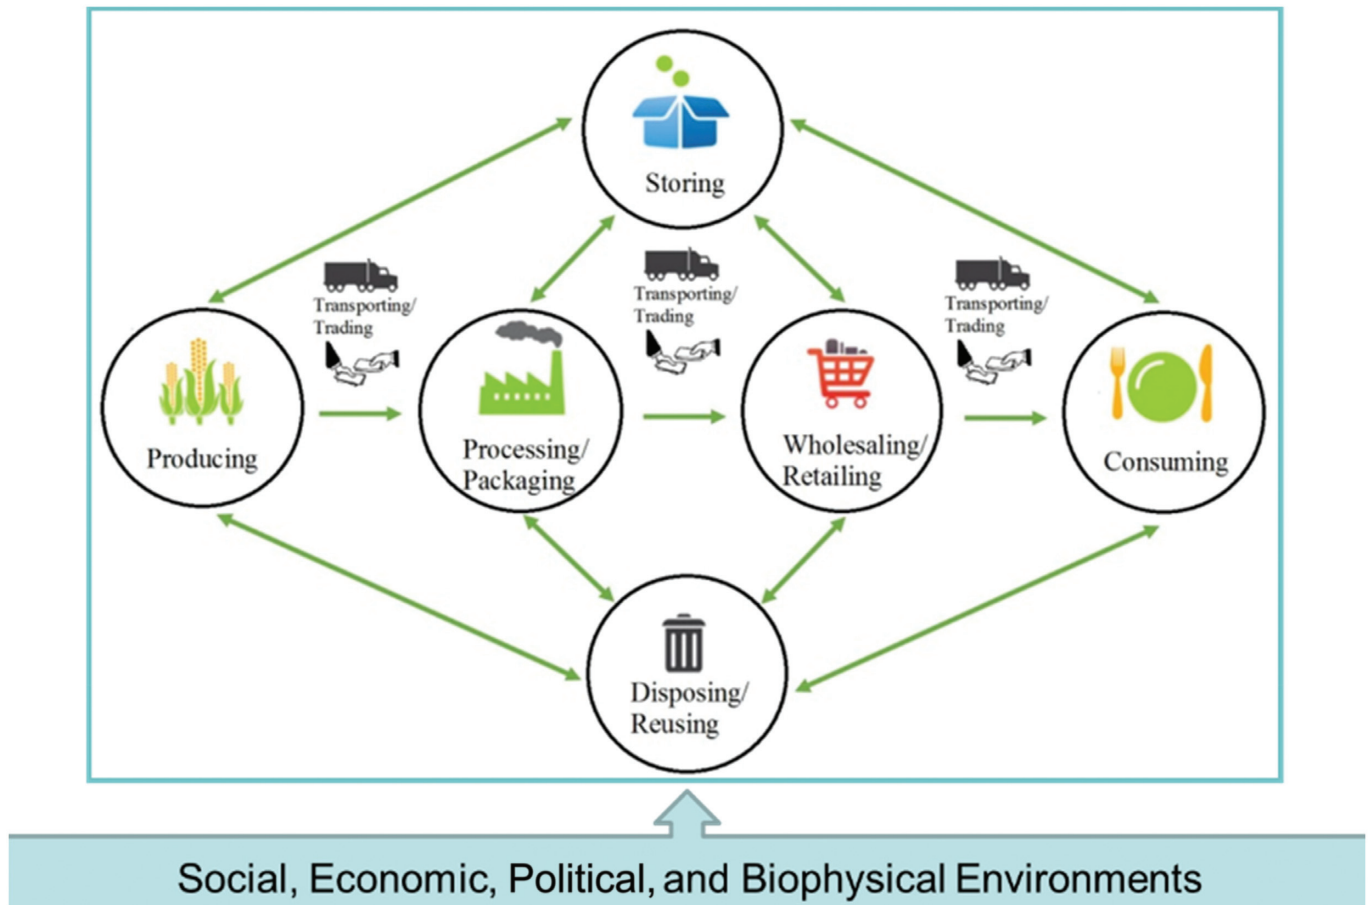 Storing
Transporting/
Trading
Transporting/
Trading
Transporting/
Trading
Producing
Processing/
Packaging
Wholesaling/
Retailing
Consuming
Disposing/
Reusing
Social, Economic, Political, and Biophysical Environments